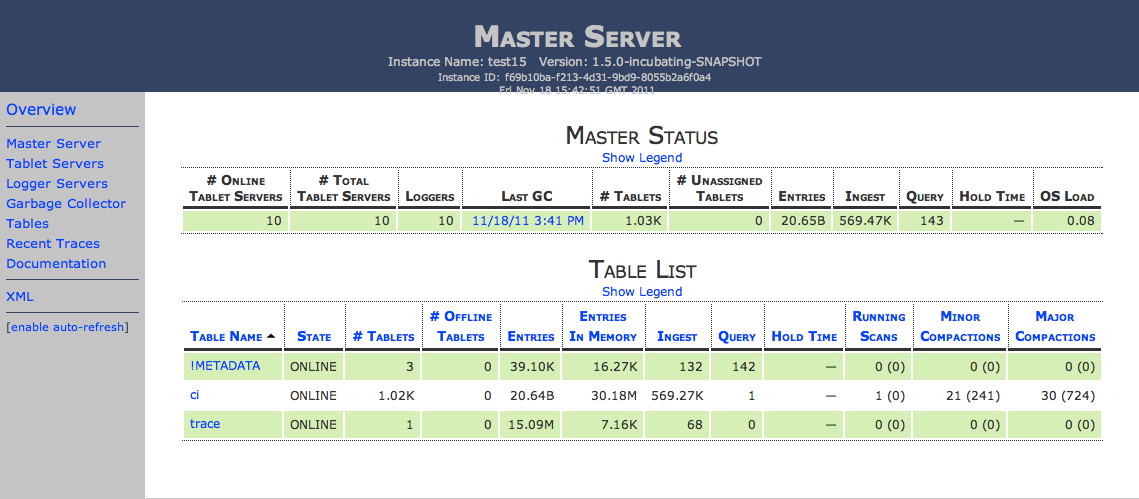 Master Server
Instance Name: test15 Version: 1.5.0-incubating-SNAPSHOT
Instance ID: f69b10ba-f213-4d31-9bd9-8055b2a6f0a4
Fri Nov 18 15:42:51 GMT 2011
Overview
Master Server
Tablet Servers
Logger Servers
Garbage Collector
Tables
Recent Traces
Documentation
XML
[enable auto-refresh]
Master Status
Show Legend
# Online Tablet Servers # Total Tablet Servers Loggers Last GC # Tablets # Unassigned Tablets Entries Ingest Query Hold Time OS Load
10 10 10 11/18/11 3:41 PM 1.03K 0 20.65B 569.47K 143 — 0.08
Table List
Show Legend
Table Name State # Tablets # Offline Tablets Entries Entries In Memory Ingest Query Hold Time Running Scans Minor Compactions Major Compactions
!METADATA ONLINE 3 0 39.10K 16.27K 132 142 — 0 (0) 0 (0) 0 (0)
ci ONLINE 1.02K 0 20.64B 30.18M 569.27K 1 — 1 (0) 21 (241) 30 (724)
trace ONLINE 1 0 15.09M 7.16K 68 0 — 0 (0) 0 (0) 0 (0)